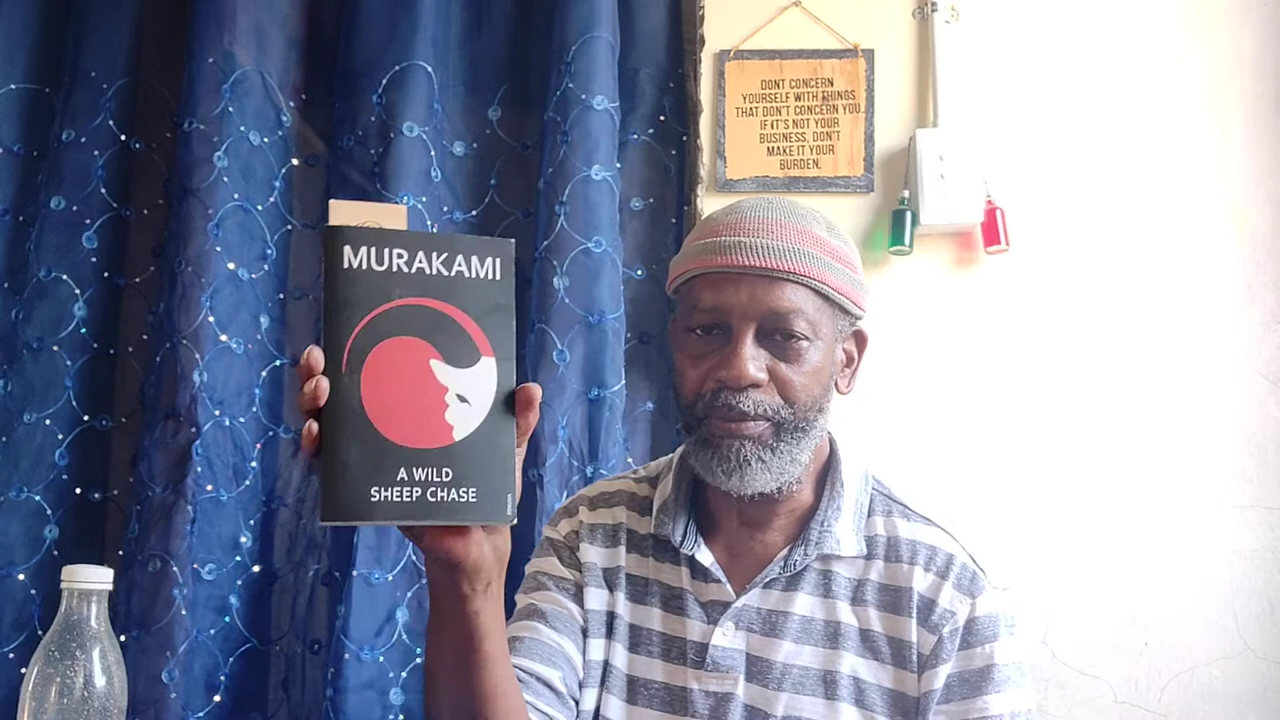 MURAKAMI
A WILD
SHEEP CHASE
DONT CONCERN
YOURSELF WITH THINGS
THAT DON'T CONCERN YOU.
IF IT'S NOT YOUR
BUSINESS, DON'T
MAKE IT YOUR
BURDEN.